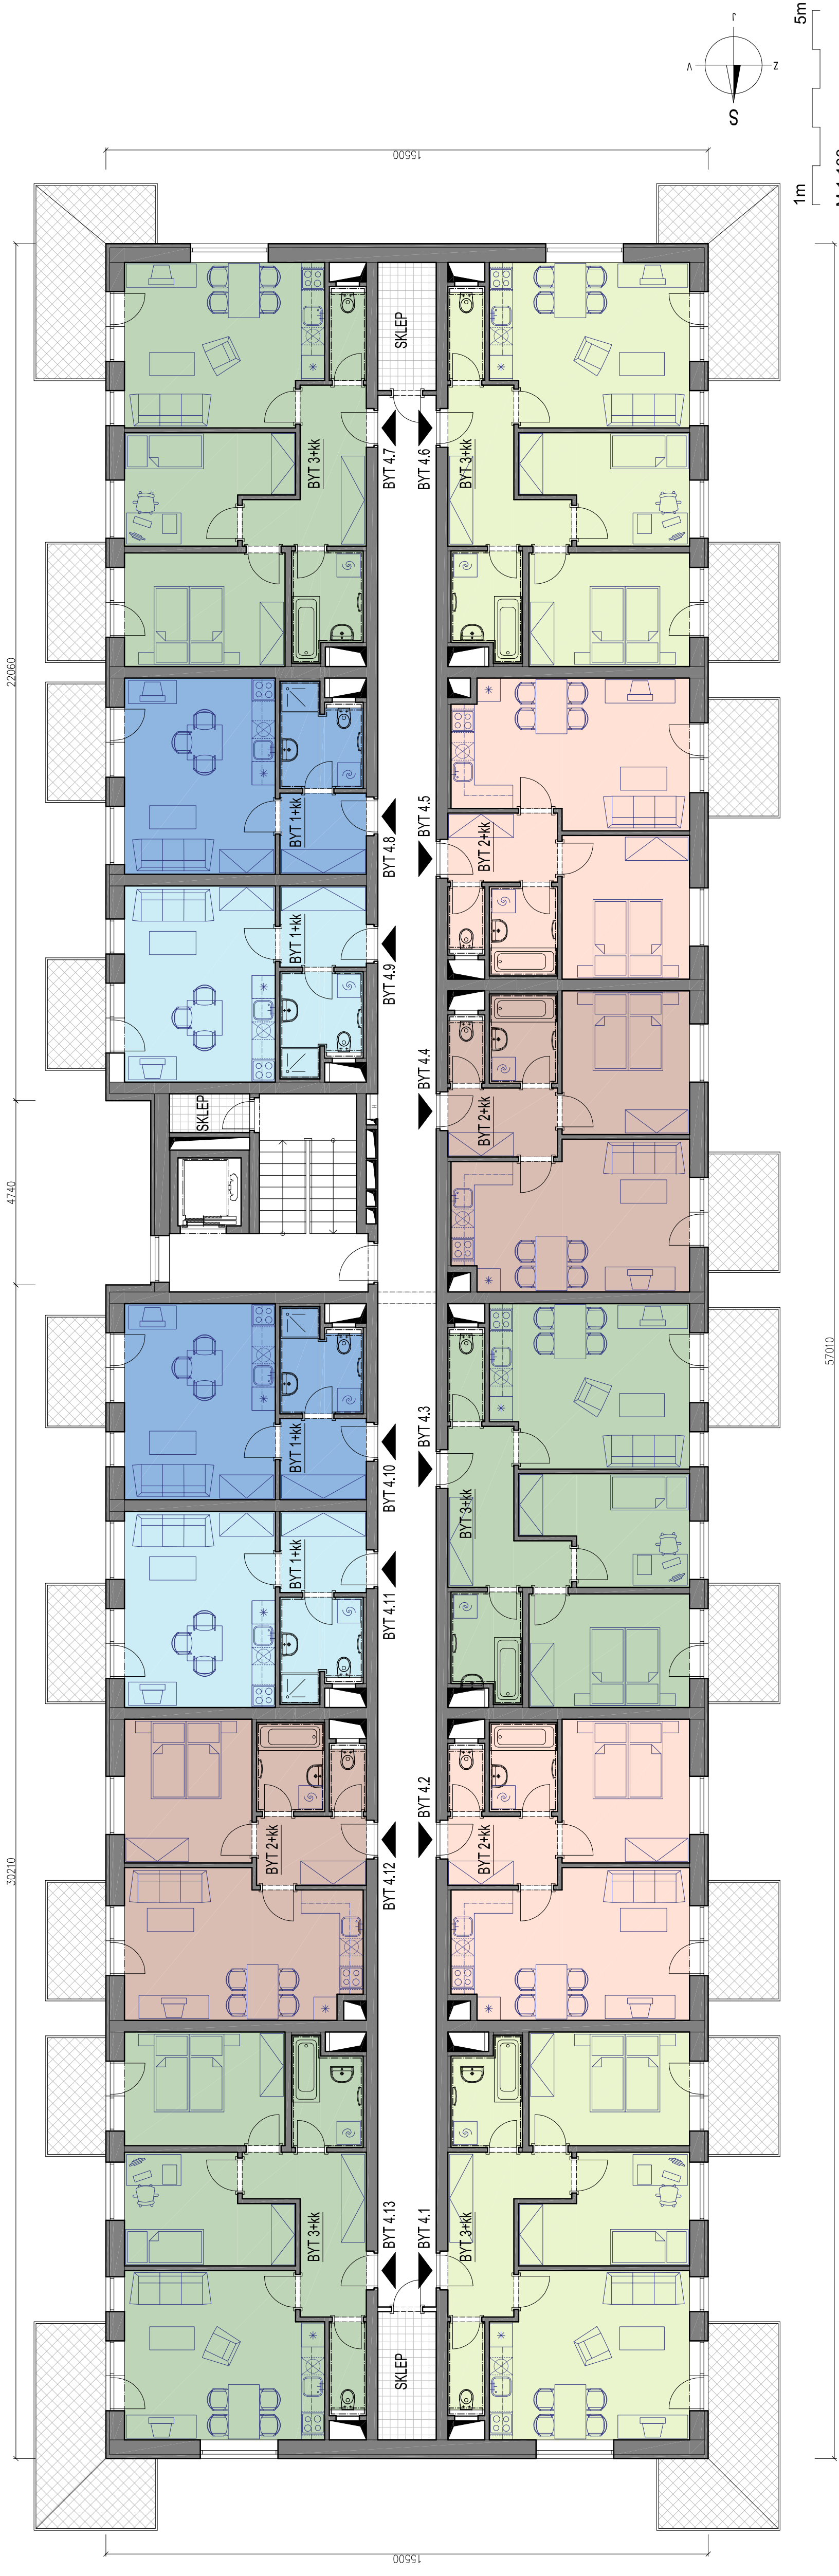 J
V
Z
S
5m
1m
15500
SKLEP
BYT 3+kk
BYT 4.7
BYT 4.6
BYT 3+kk
22060
BYT 1+kk
BYT 4.8
BYT 4.5
BYT 2+kk
BYT 1+kk
BYT 4.9
BYT 4.4
BYT 2+kk
SKLEP
4740
57010
BYT 1+kk
BYT 4.10
BYT 4.3
BYT 3+kk
BYT 1+kk
BYT 4.11
BYT 2+kk
BYT 4.12
BYT 4.2
BYT 2+kk
30210
BYT 3+kk
BYT 4.13
BYT 4.1
BYT 3+kk
SKLEP
15500